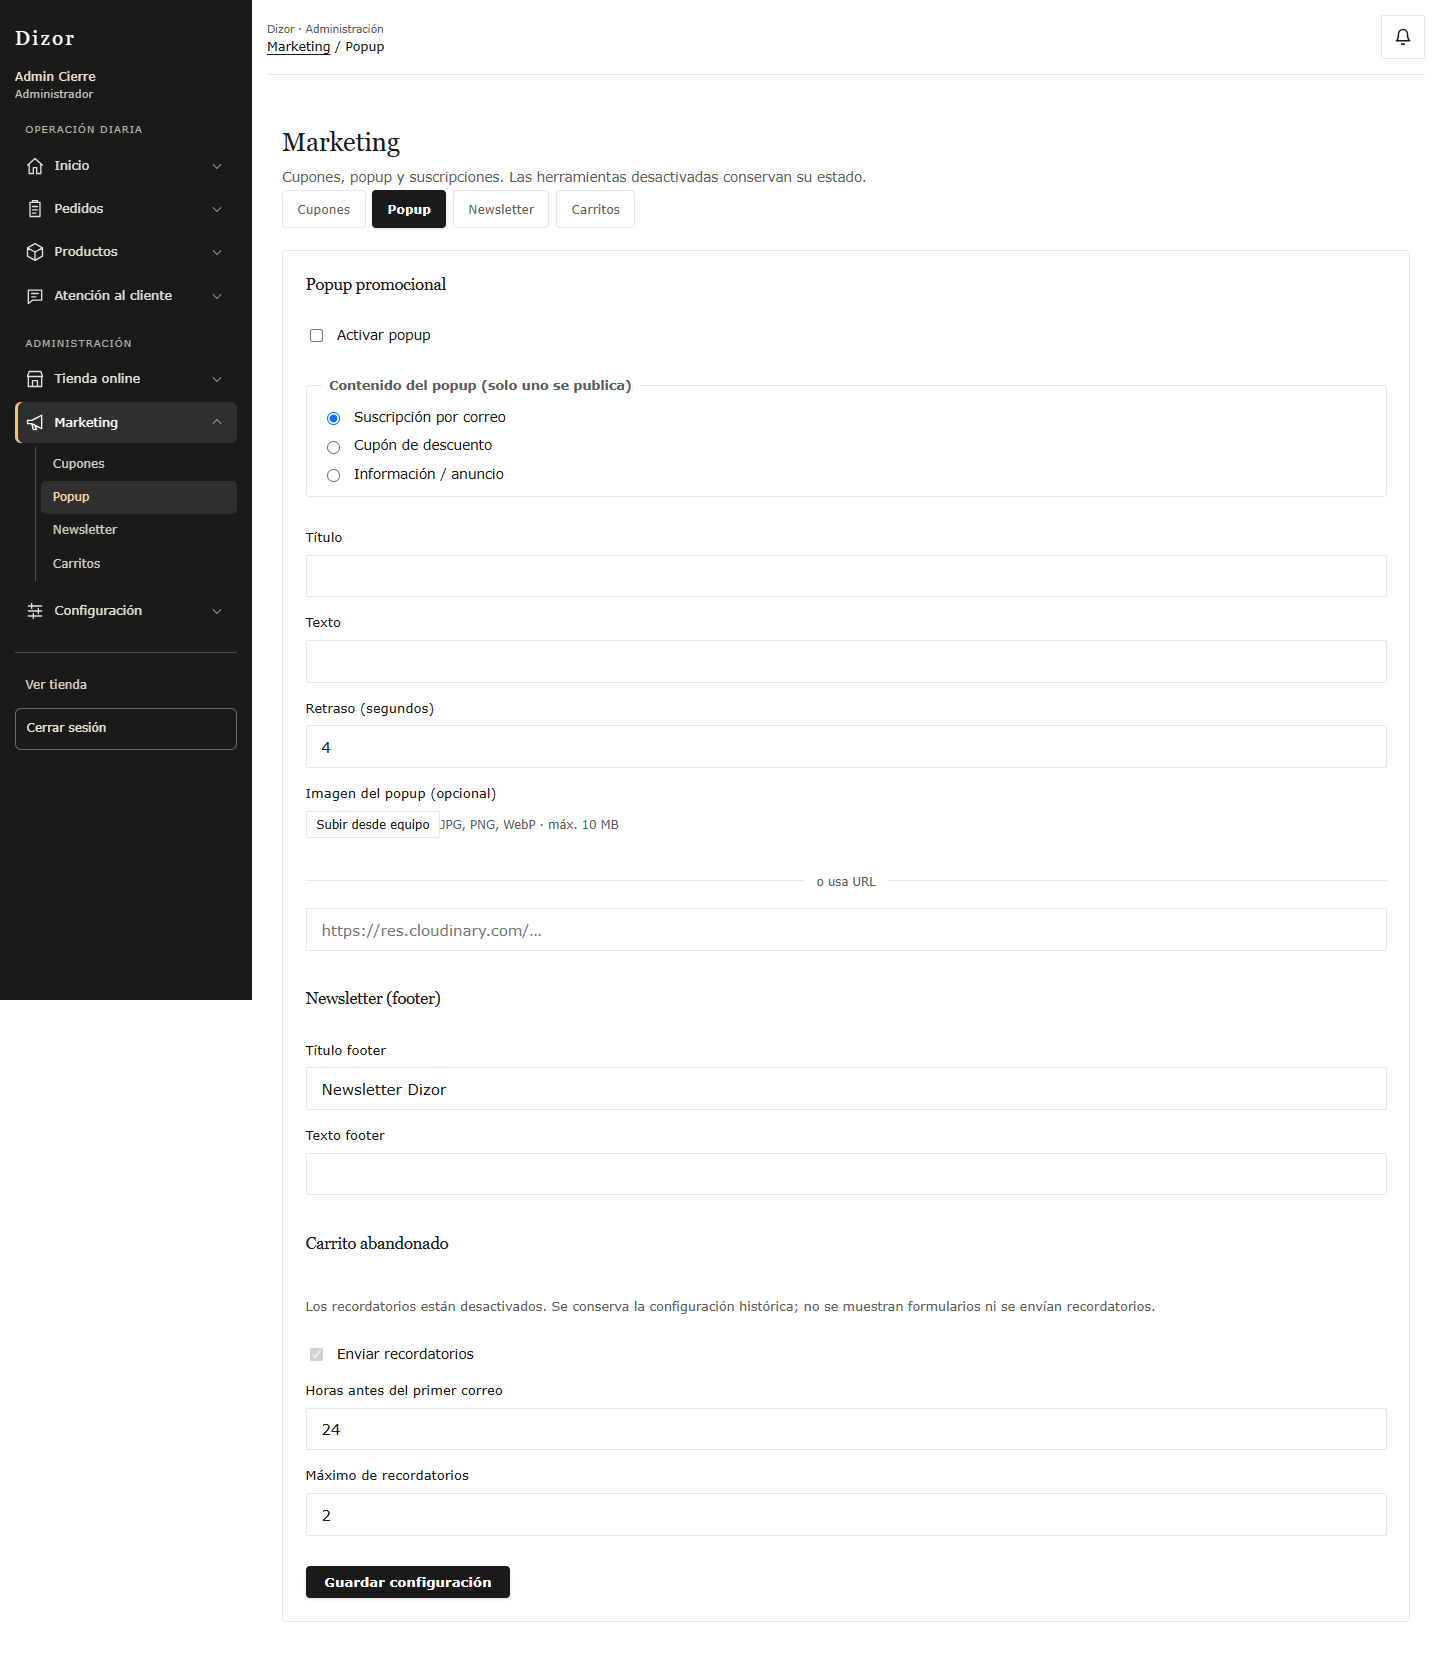 Dizor
Admin Cierre
Administrador
OPERACIÓN DIARIA
Inicio
Pedidos
Productos
Atención al cliente
ADMINISTRACIÓN
Tienda online
Marketing
Cupones
Popup
Newsletter
Carritos
Configuración
Ver tienda
Cerrar sesión
Dizor · Administración
Marketing / Popup
Marketing
Cupones, popup y suscripciones. Las herramientas desactivadas conservan su estado.
Cupones Popup Newsletter Carritos
Popup promocional
Activar popup
Contenido del popup (solo uno se publica)
Suscripción por correo
Cupón de descuento
Información / anuncio
Título
Texto
Retraso (segundos)
4
Imagen del popup (opcional)
Subir desde equipo JPG, PNG, WebP · máx. 10 MB
o usa URL
https://res.cloudinary.com/...
Newsletter (footer)
Título footer
Newsletter Dizor
Texto footer
Carrito abandonado
Los recordatorios están desactivados. Se conserva la configuración histórica; no se muestran formularios ni se envían recordatorios.
Enviar recordatorios
Horas antes del primer correo
24
Máximo de recordatorios
2
Guardar configuración